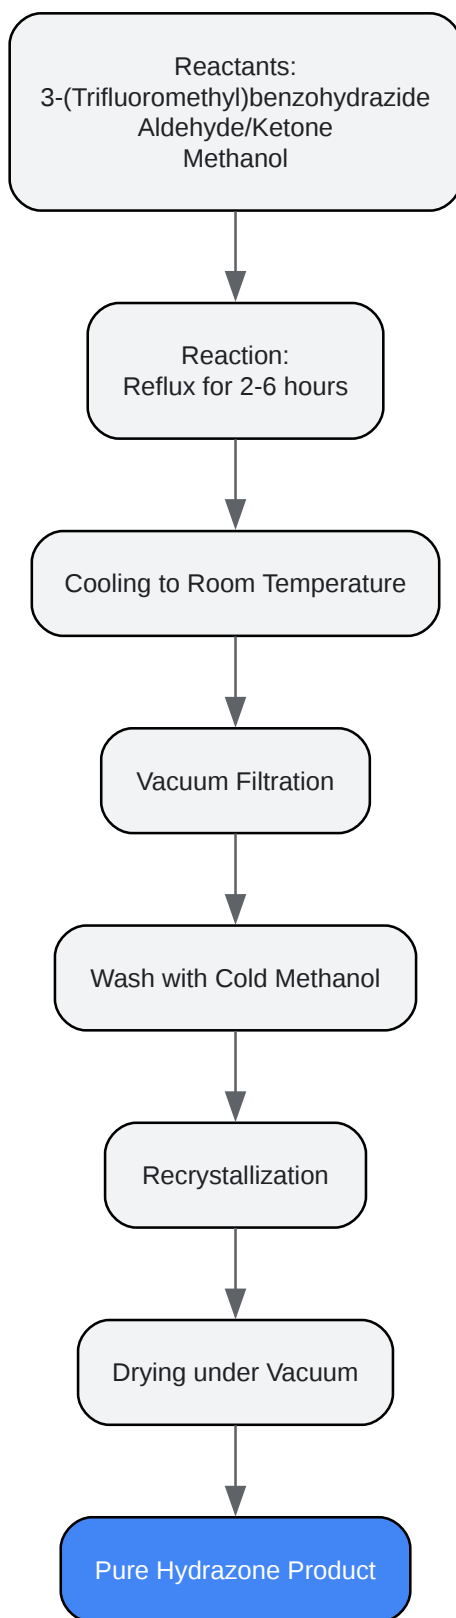 Reactants:
3-(Trifluoromethyl)benzohydrazide
Aldehyde/Ketone
Methanol
Reaction:
Reflux for 2-6 hours
Cooling to Room Temperature
Vacuum Filtration
Wash with Cold Methanol
Recrystallization
Drying under Vacuum
Pure Hydrazone Product